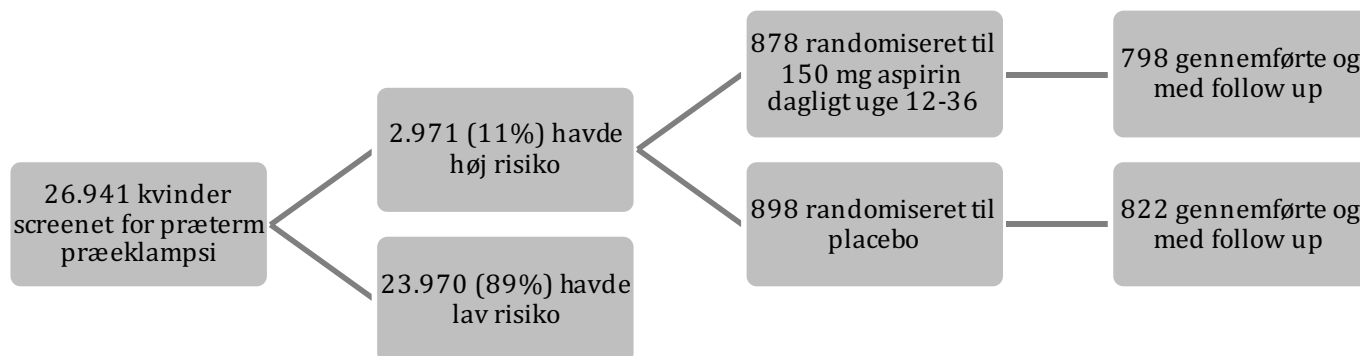 26.941 kvinder
screenet for præterm
præeklampsi
2.971 (11%) havde
høj risiko
23.970 (89%) havde
lav risiko
878 randomiseret til
150 mg aspirin
dagligt uge 12-36
898 randomiseret til
placebo
798 gennemførte og
med follow up
822 gennemførte og
med follow up